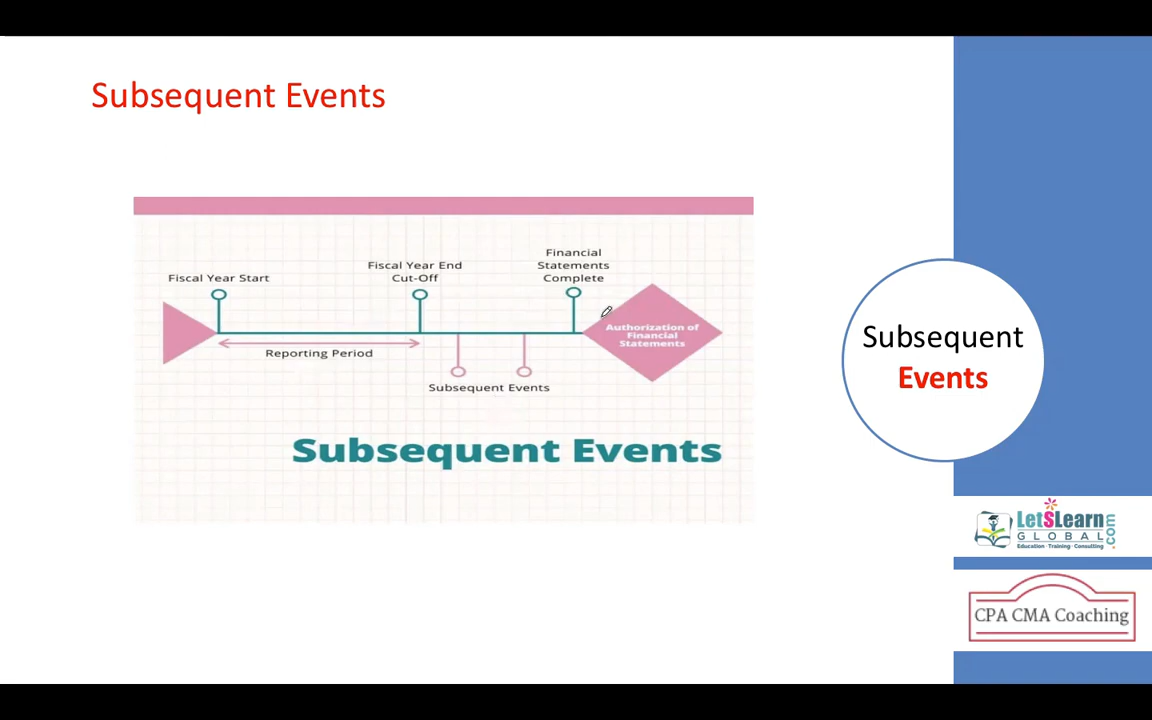 Subsequent Events
Fiscal Year Start
Fiscal Year End
Cut-Off
Financial
Statements
Complete
Authorization of
Financial
Statements
Reporting Period
Subsequent Events
Subsequent Events
Subsequent
Events
LetSLearn
GLOBAL
.com
Education · Training · Consulting
CPA CMA Coaching